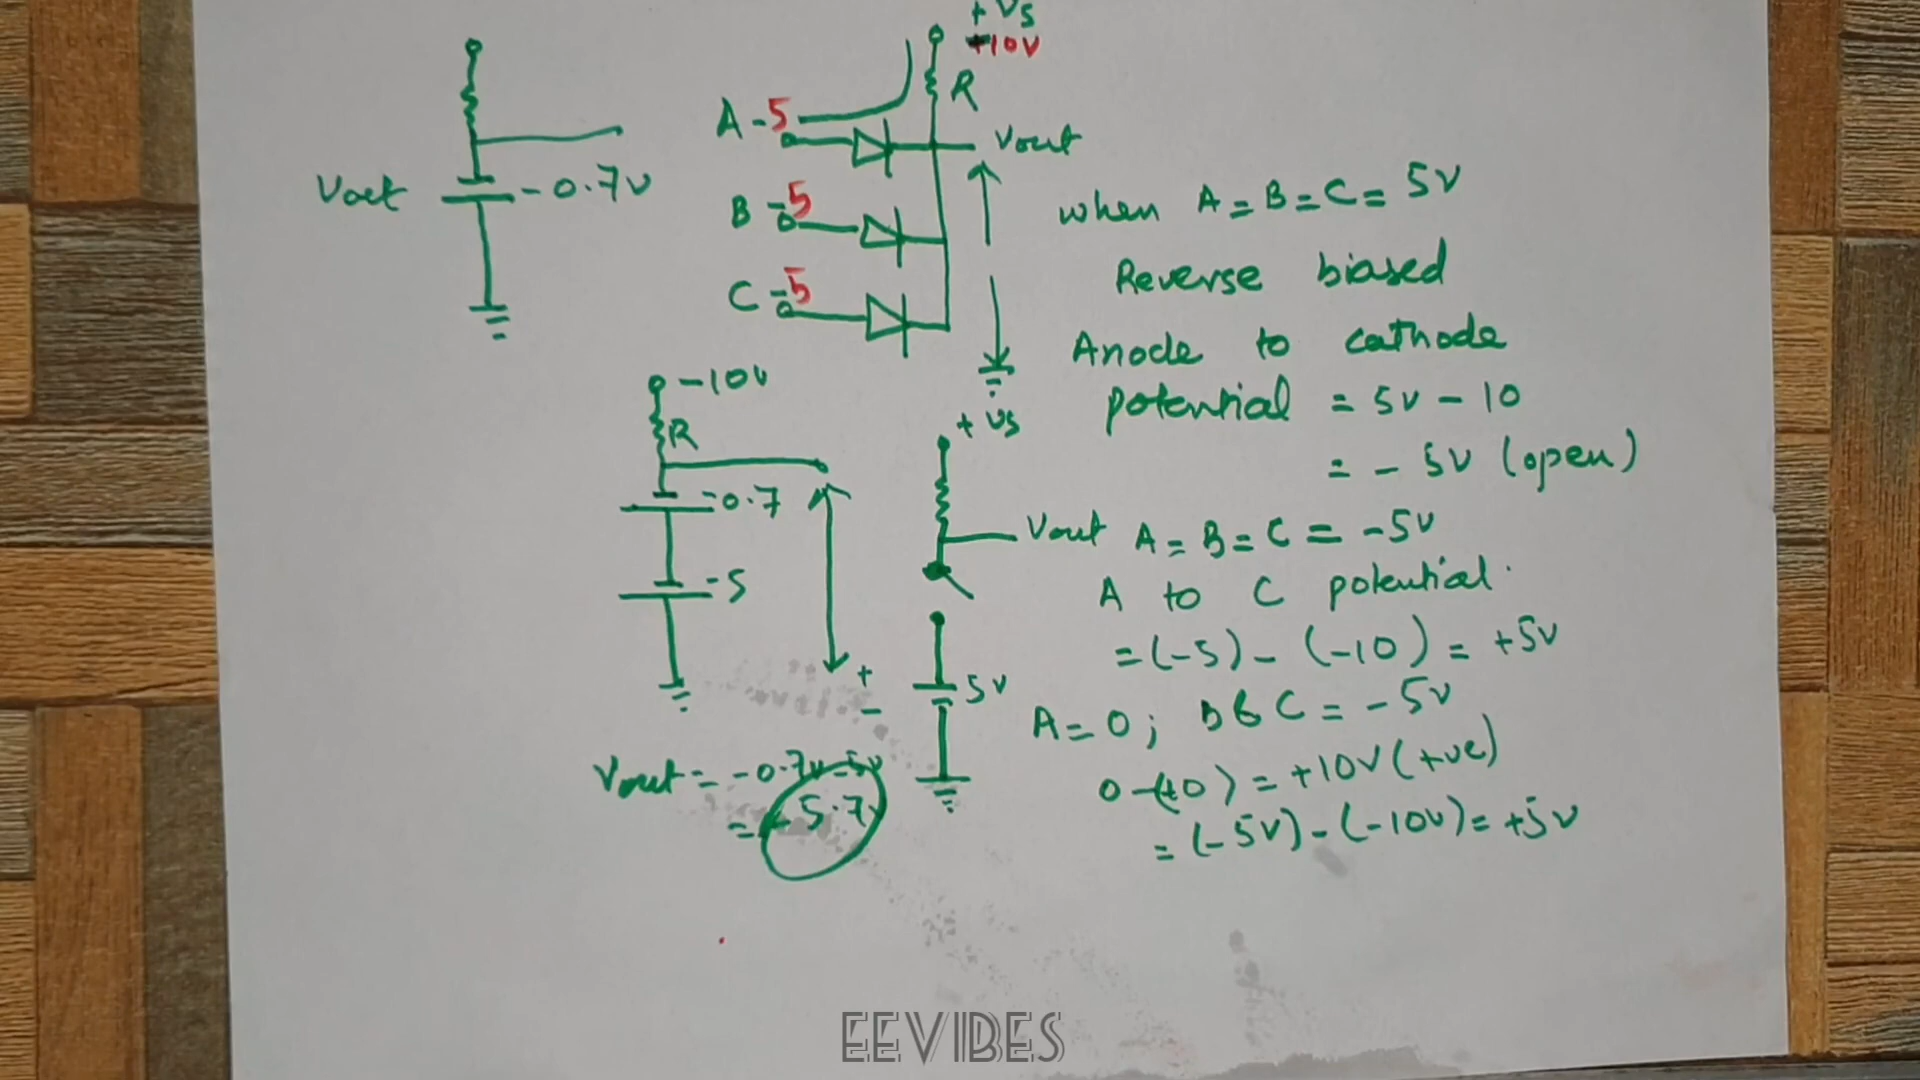 + Vs
+10V
R
A -5
Vout
B -5
C -5
Vout
-0.7V
when A=B=C= 5V
Reverse biased
Anode to cathode
potential = 5V - 10
= - 5V (open)
-10V
R
-0.7
-5
Vout = -0.7V-5V
= -5.7V
+ Vs
Vout
+
-
5V
A=B=C = -5V
A to C potential.
=(-5)- (-10) = +5V
A=0; B & C = -5V
= +10V (+ve)
= (-5V)-(-10V)= +5V
EEVIBES